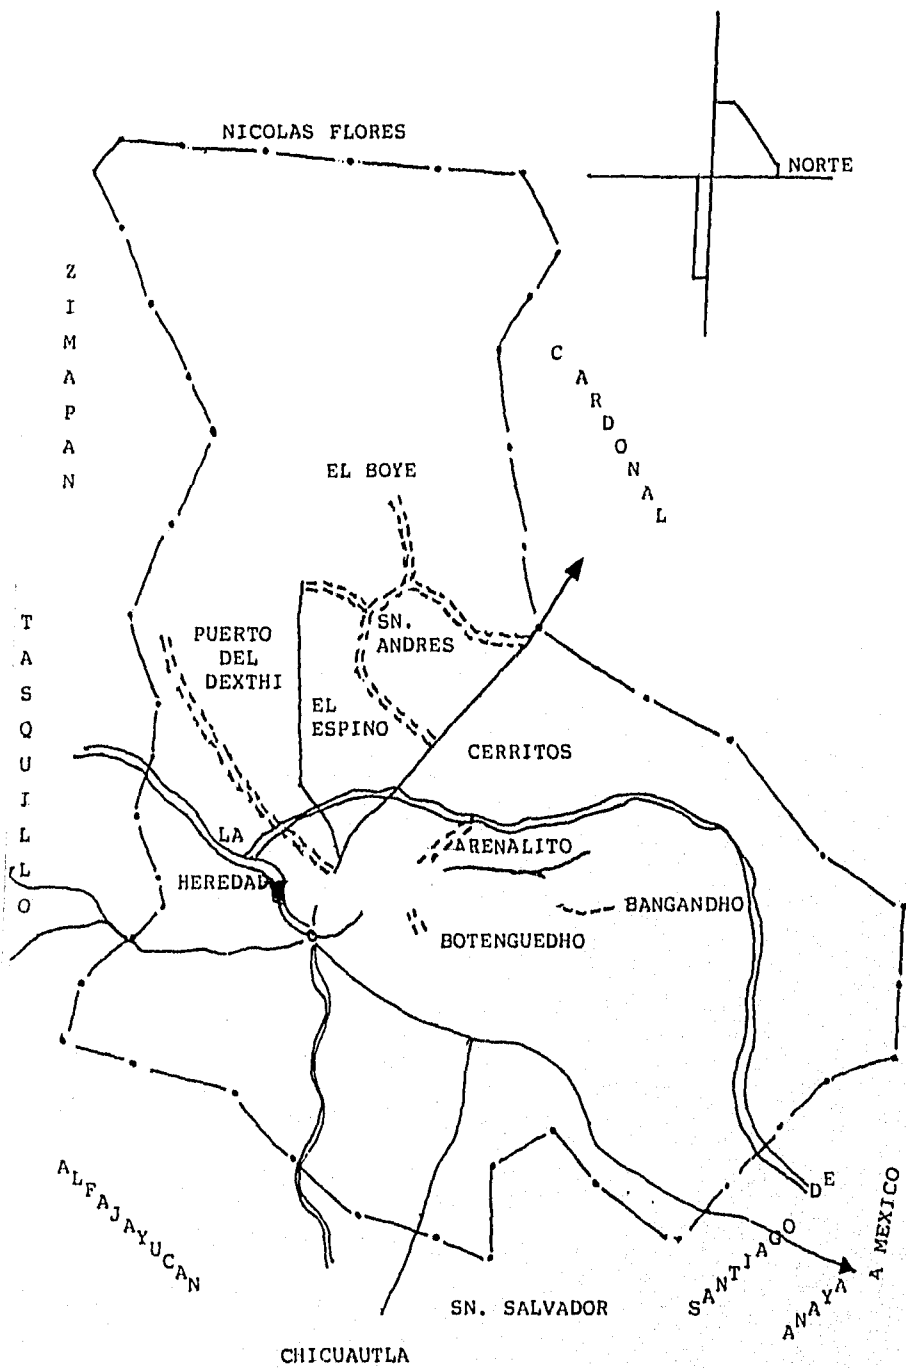 NICOLAS FLORES
NORTE
ZIMAPAN
CARDONAL
EL BOYE
TASQUILLO
PUERTO
DEL
DEXTHI
SN.
ANDRES
EL
ESPINO
CERRITOS
LA
HEREDAD
ARENALITO
BANGANDHO
BOTENGUEDHO
ALFAJAYUCAN
SN. SALVADOR
CHICUAUTLA
SANTIAGO
DE
ANAYA
A MEXICO